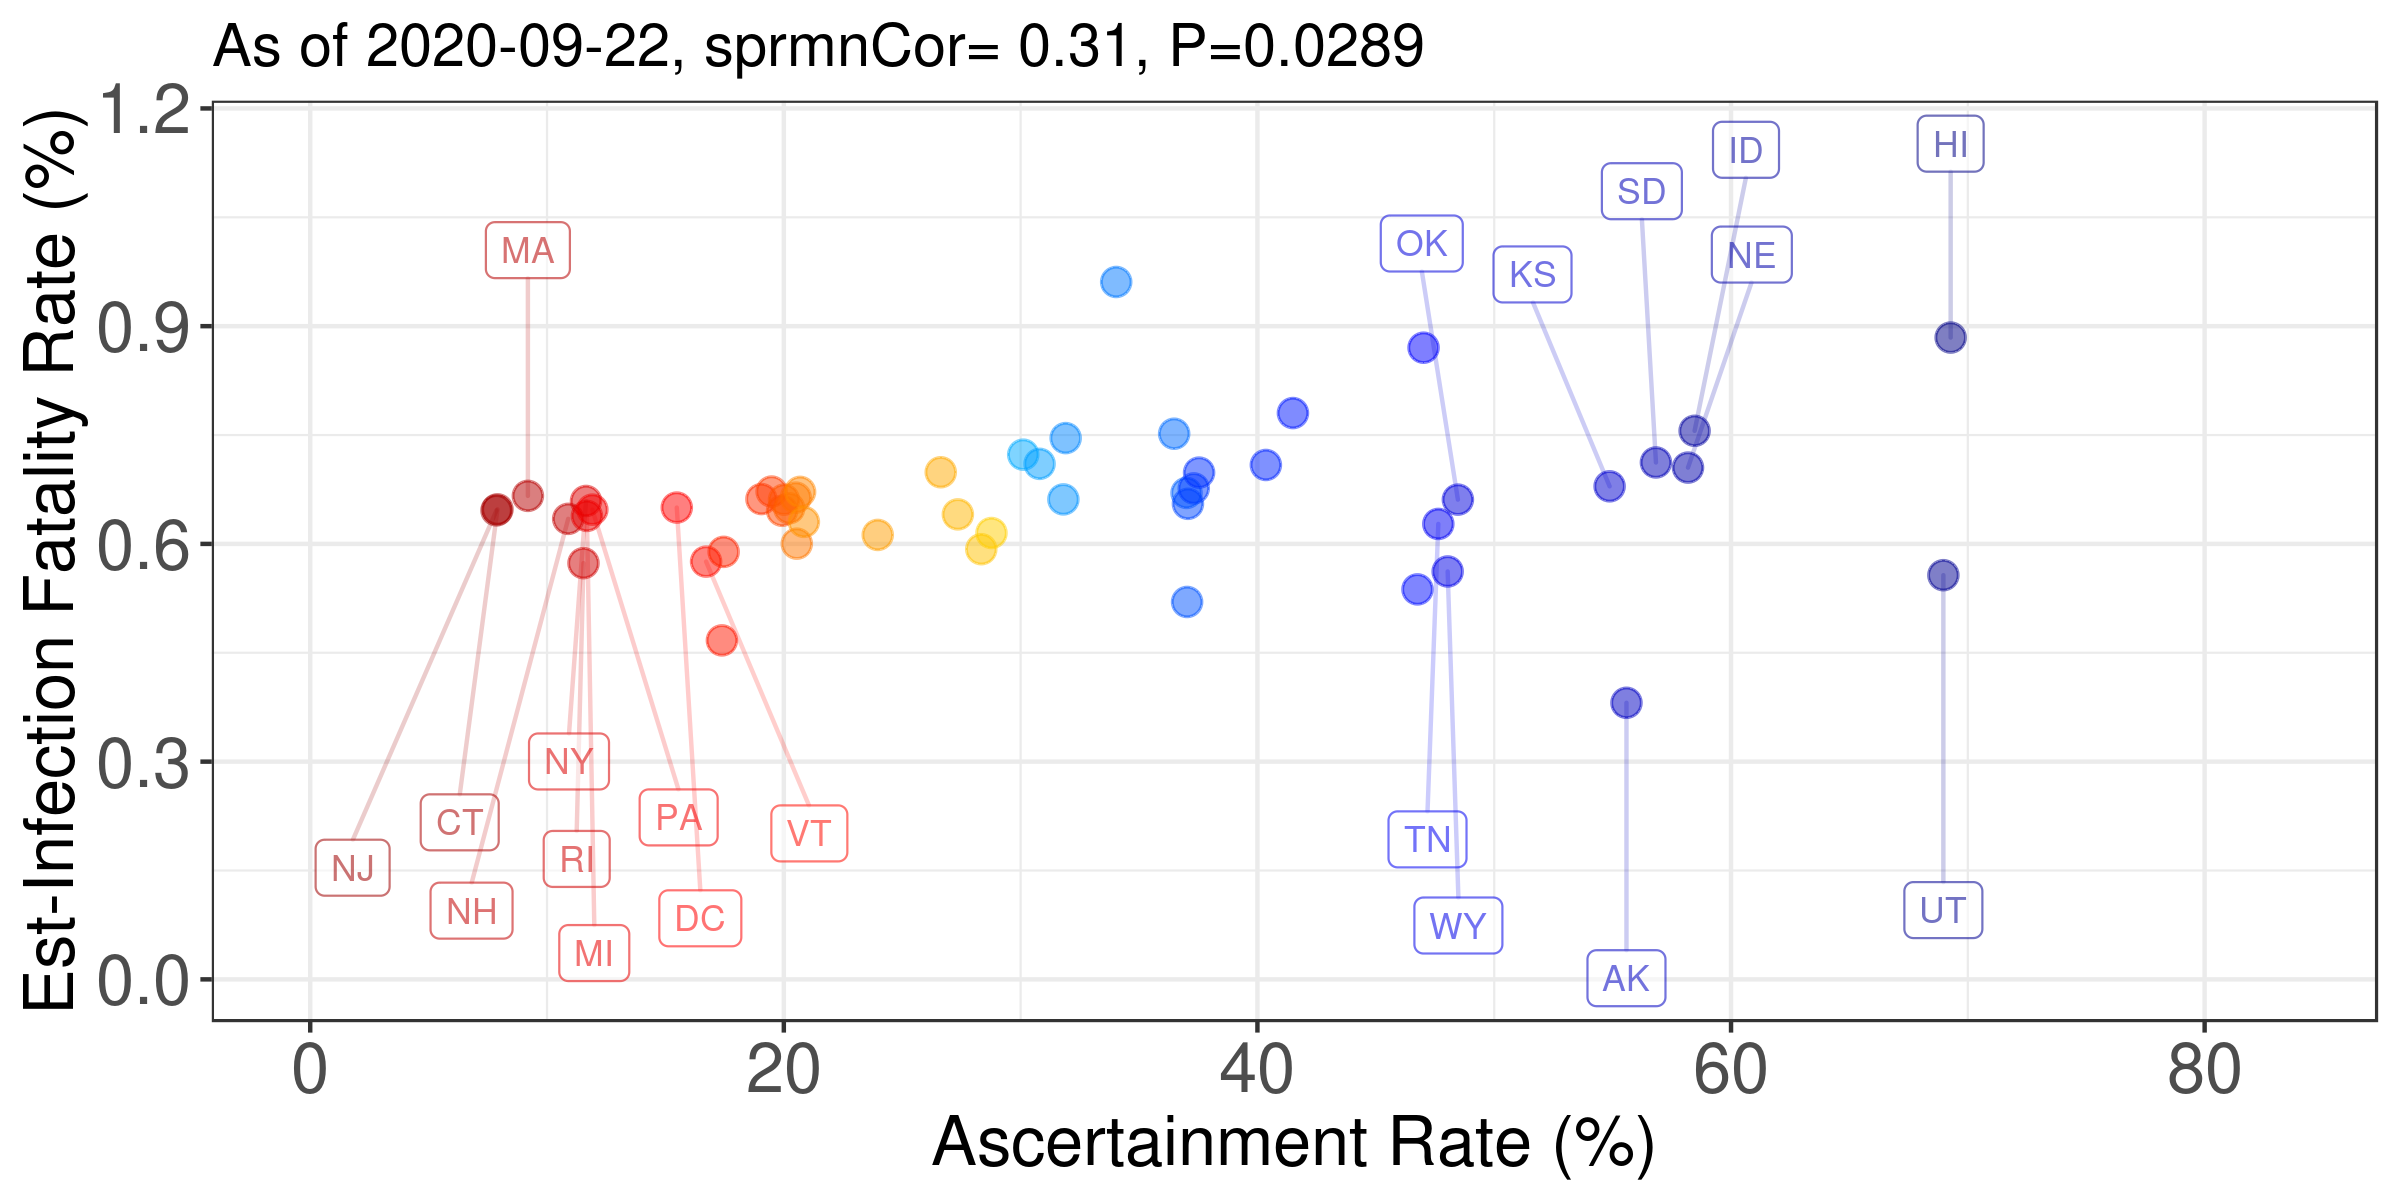 As of 2020-09-22, sprmnCor= 0.31, P=0.0289
Est-Infection Fatality Rate (%)
1.2
0.9
0.6
0.3
0.0
HI
ID
SD
OK
MA
NE
KS
NY
PA
CT
VT
TN
RI
NJ
UT
NH
DC
WY
MI
AK
0
20
40
60
80
Ascertainment Rate (%)